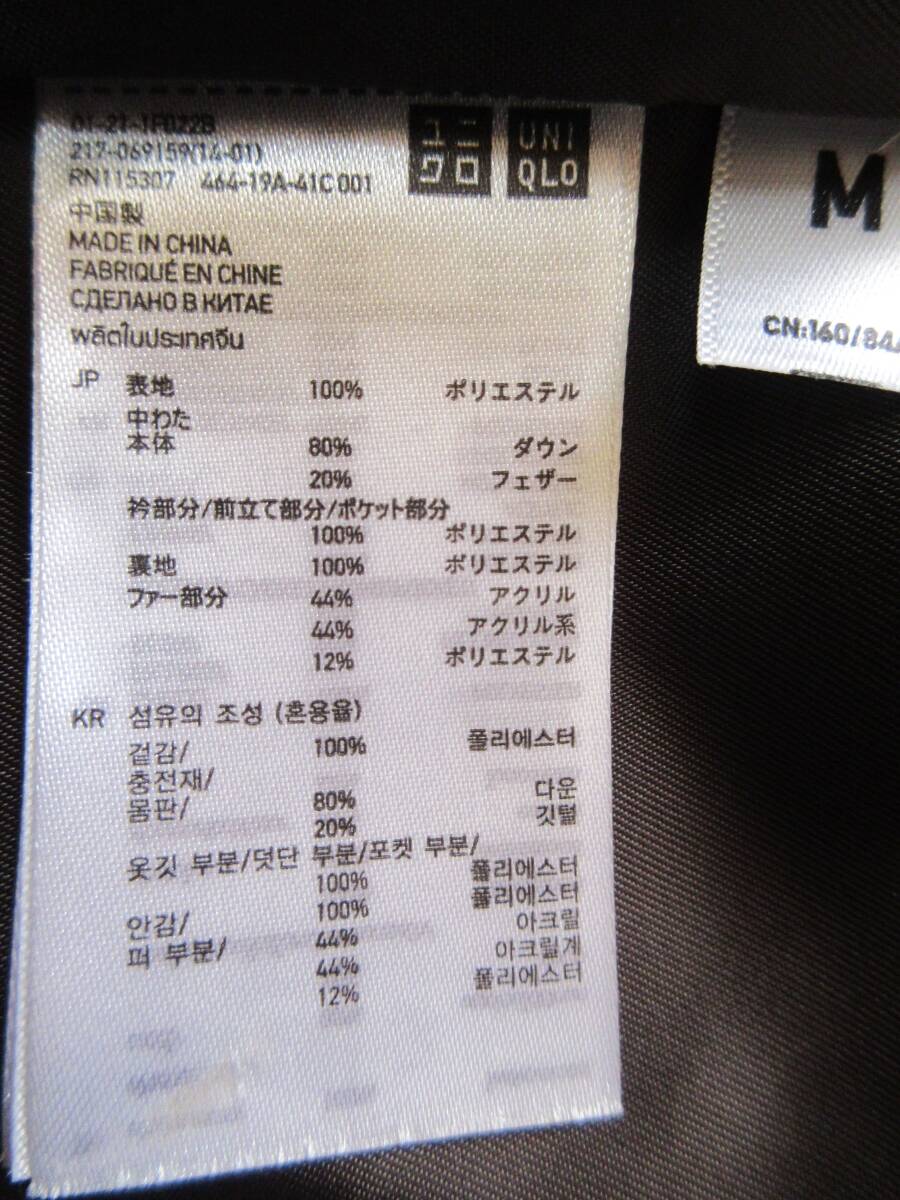 01-21-1F022B
217-069159(14-01)
RN115307 464-19A-41C001
ユニ
クロ
UNI
QLO
中国製
MADE IN CHINA
FABRIQUÉ EN CHINE
СДЕЛАНО В КИТАЕ
ผลิตในประเทศจีน
JP 表地 100% ポリエステル
中わた
本体 80% ダウン
20% フェザー
衿部分/前立て部分/ポケット部分
100% ポリエステル
裏地 100% ポリエステル
ファー部分 44% アクリル
44% アクリル系
12% ポリエステル
KR 섬유의 조성 (혼용율)
겉감/ 100% 폴리에스터
충전재/
몸판/ 80% 다운
20% 깃털
옷깃 부분/덧단 부분/포켓 부분/
100% 폴리에스터
안감/ 100% 폴리에스터
퍼 부분/ 44% 아크릴
44% 아크릴계
12% 폴리에스터
M
CN:160/84